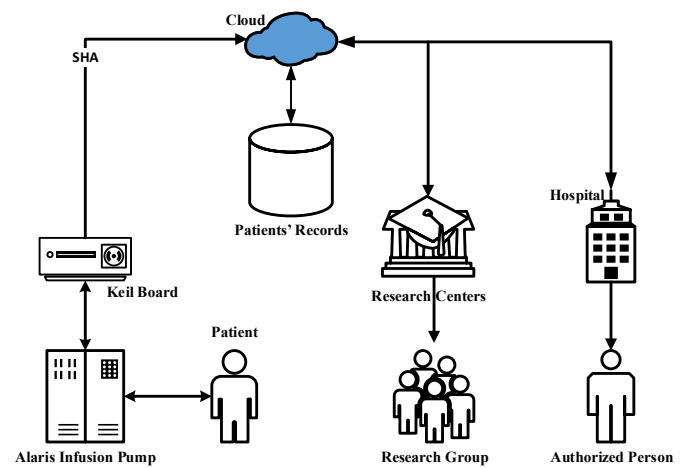 Cloud
SHA
Hospital
Patients' Records
Keil Board
Research Centers
Patient
Alaris Infusion Pump
Research Group
Authorized Person